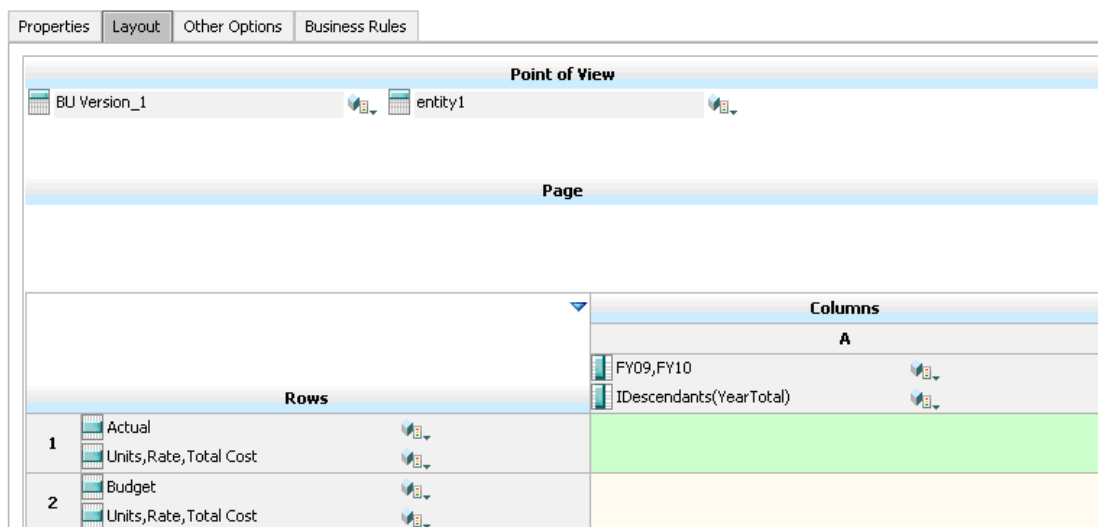 Properties Layout Other Options Business Rules
Point of View
BU Version_1 entity1
Page
Columns
A
FY09,FY10
IDescendants(YearTotal)
Rows
1 Actual
Units,Rate,Total Cost
2 Budget
Units,Rate,Total Cost